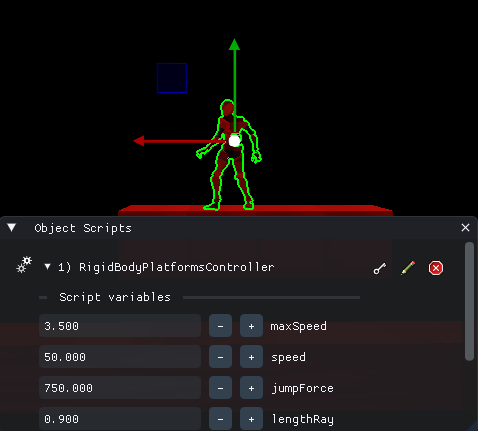 Object Scripts
1) RigidBodyPlatformsController
Script variables
3.500 - + maxSpeed
50.000 - + speed
750.000 - + jumpForce
0.900 - + lengthRay